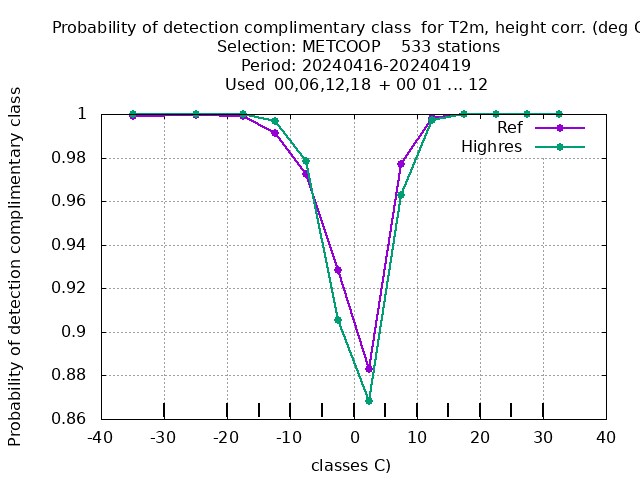 Probability of detection complimentary class  for T2m, height corr. (deg C
Selection: METCOOP    533 stations
Period: 20240416-20240419
Used  00,06,12,18 + 00 01 ... 12
Probability of detection complimentary class
1
0.98
0.96
0.94
0.92
0.9
0.88
0.86
Ref
Highres
-40 -30 -20 -10 0 10 20 30 40
classes C)